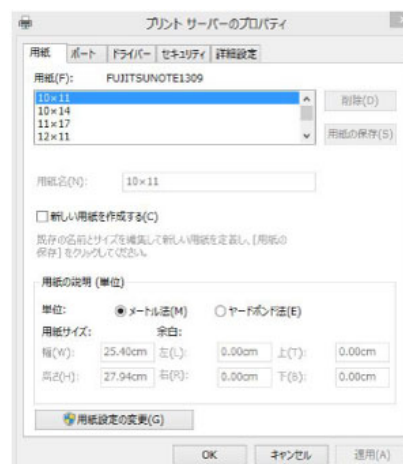 プリント サーバーのプロパティ
用紙 ポート ドライバー セキュリティ 詳細設定
用紙(F): FUJITSUNOTE1309
10×11
10×14
11×17
12×11
削除(D)
用紙の保存(S)
用紙名(N): 10×11
新しい用紙を作成する(C)
既存の名前とサイズを編集して新しい用紙を定義し、[用紙の
保存] をクリックしてください。
用紙の説明 (単位)
単位: メートル法(M) ヤードポンド法(E)
用紙サイズ: 余白:
幅(W): 25.40cm 左(L): 0.00cm 上(T): 0.00cm
高さ(H): 27.94cm 右(R): 0.00cm 下(B): 0.00cm
用紙設定の変更(G)
OK キャンセル 適用(A)